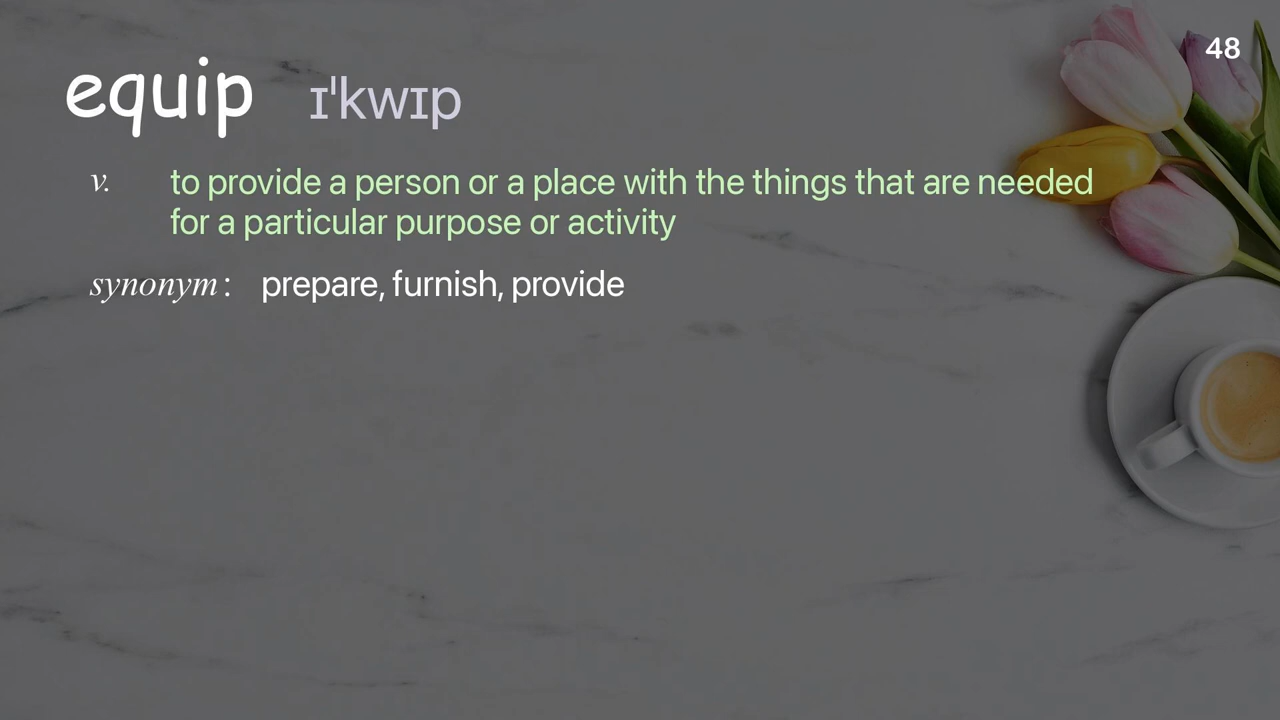 48
equip ɪˈkwɪp
v. to provide a person or a place with the things that are needed
for a particular purpose or activity
synonym: prepare, furnish, provide